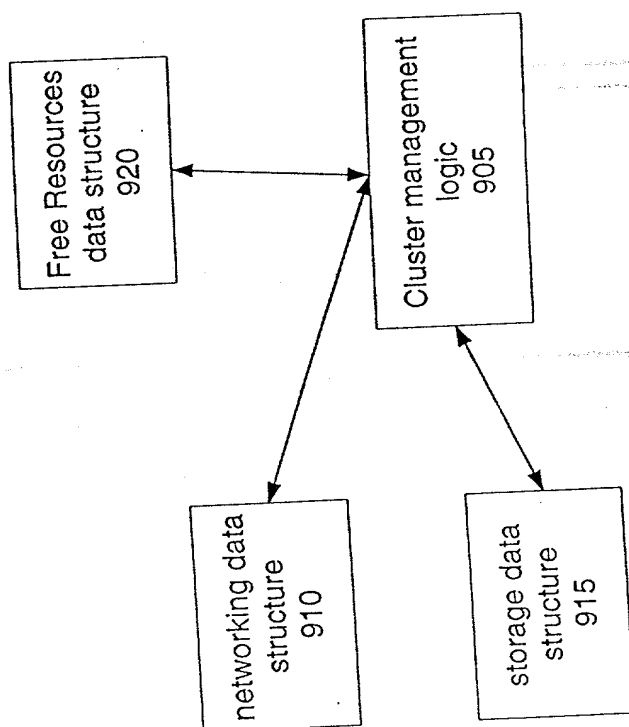 Free Resources
data structure
920
Cluster management
logic
905
networking data
structure
910
storage data
structure
915